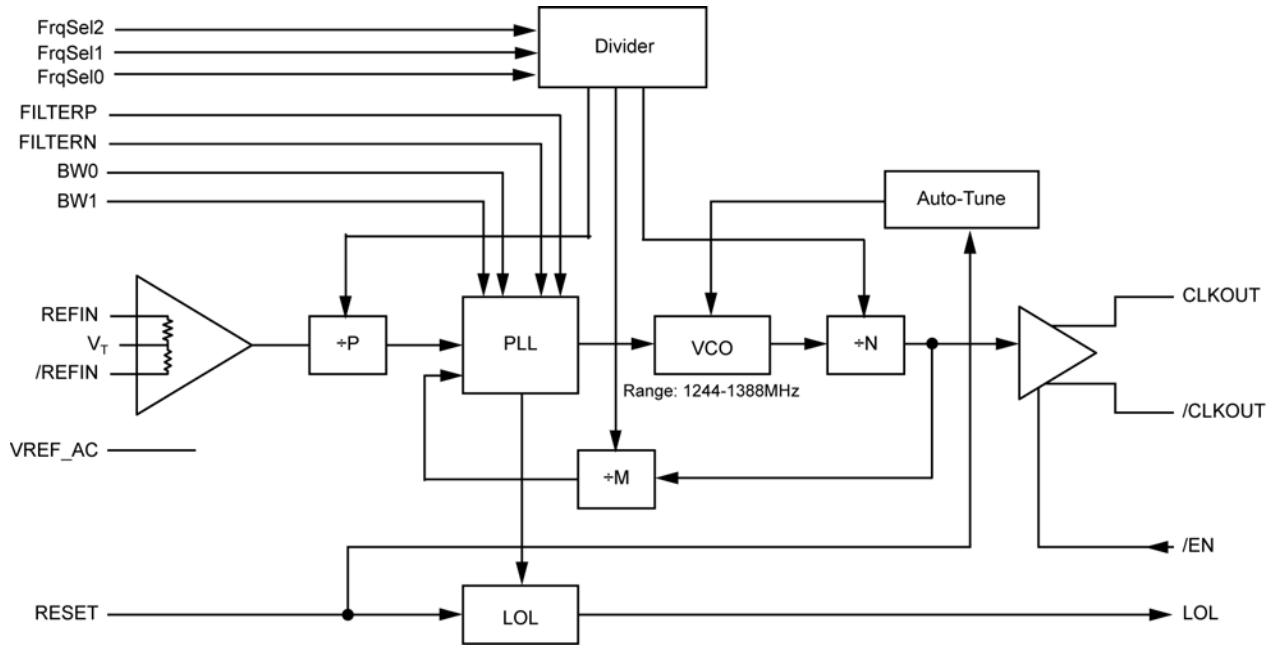 FrqSel2
FrqSel1
FrqSel0
Divider
FILTERP
FILTERN
BW0
BW1
Auto-Tune
REFIN
VT
/REFIN
÷P
PLL
VCO
÷N
CLKOUT
/CLKOUT
Range: 1244-1388MHz
VREF_AC
÷M
/EN
RESET
LOL
LOL